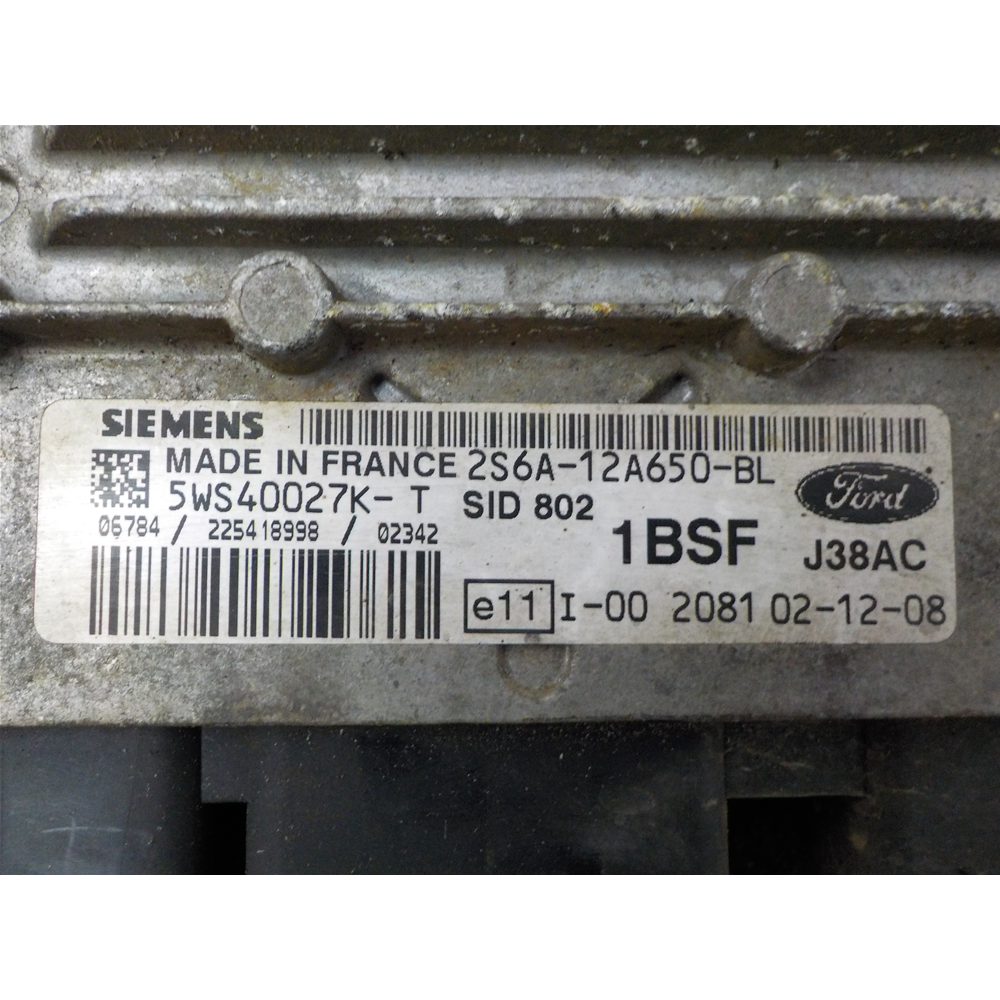 SIEMENS
MADE IN FRANCE 2S6A-12A650-BL
5WS40027K- T SID 802
Ford
06784 / 225418998 / 02342
1BSF J38AC
e11 I-00 2081 02-12-08